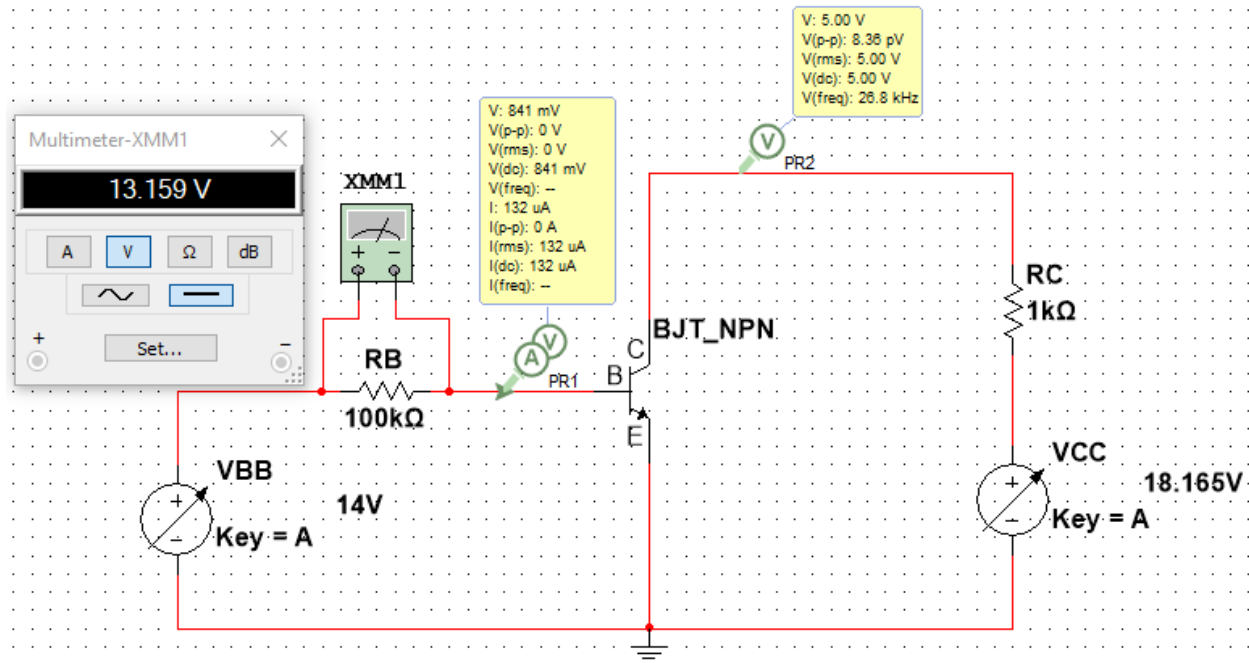 Multimeter-XMM1
13.159 V
A
V
Ω
dB
+
Set...
−
XMM1
+ −
V: 841 mV
V(p-p): 0 V
V(rms): 0 V
V(dc): 841 mV
V(freq): --
I: 132 uA
I(p-p): 0 A
I(rms): 132 uA
I(dc): 132 uA
I(freq): --
V: 5.00 V
V(p-p): 8.36 pV
V(rms): 5.00 V
V(dc): 5.00 V
V(freq): 26.8 kHz
V
PR2
V
A
PR1
RB
100kΩ
BJT_NPN
C
B
E
RC
1kΩ
VBB
14V
+
−
Key = A
VCC
18.165V
+
−
Key = A